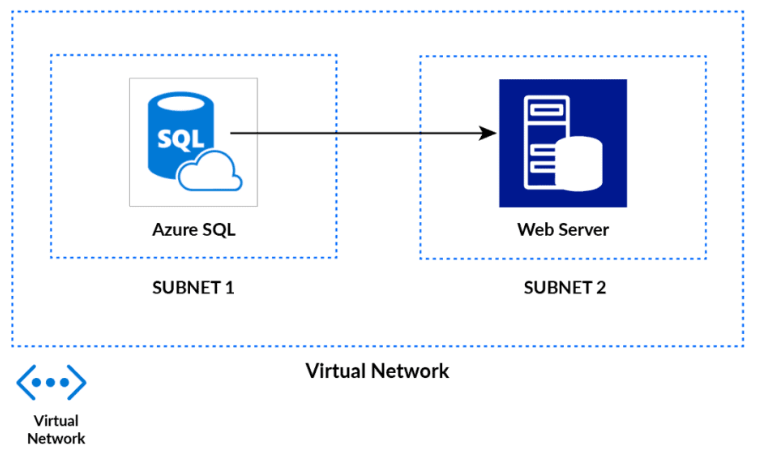 SQL
Azure SQL
Web Server
SUBNET 1
SUBNET 2
Virtual Network
Virtual
Network